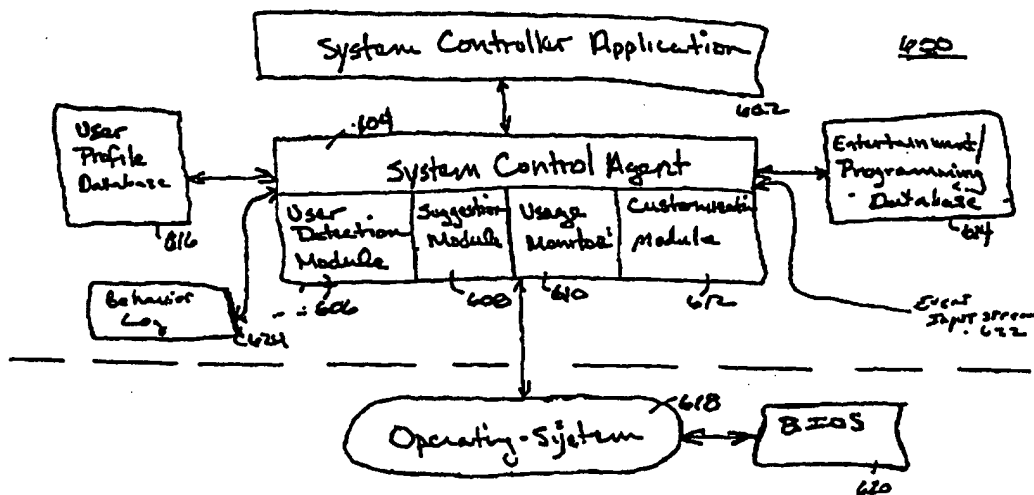 System Controller Application
600
602
604
User
Profile
Database
616
System Control Agent
Entertainment/
Programming
Database
614
User
Detection
Module
606
Suggestion
Module
608
Usage
Monitor
610
Customization
Module
612
Behavior
Log
624
Event
Input Stream
622
Operating System
618
BIOS
620